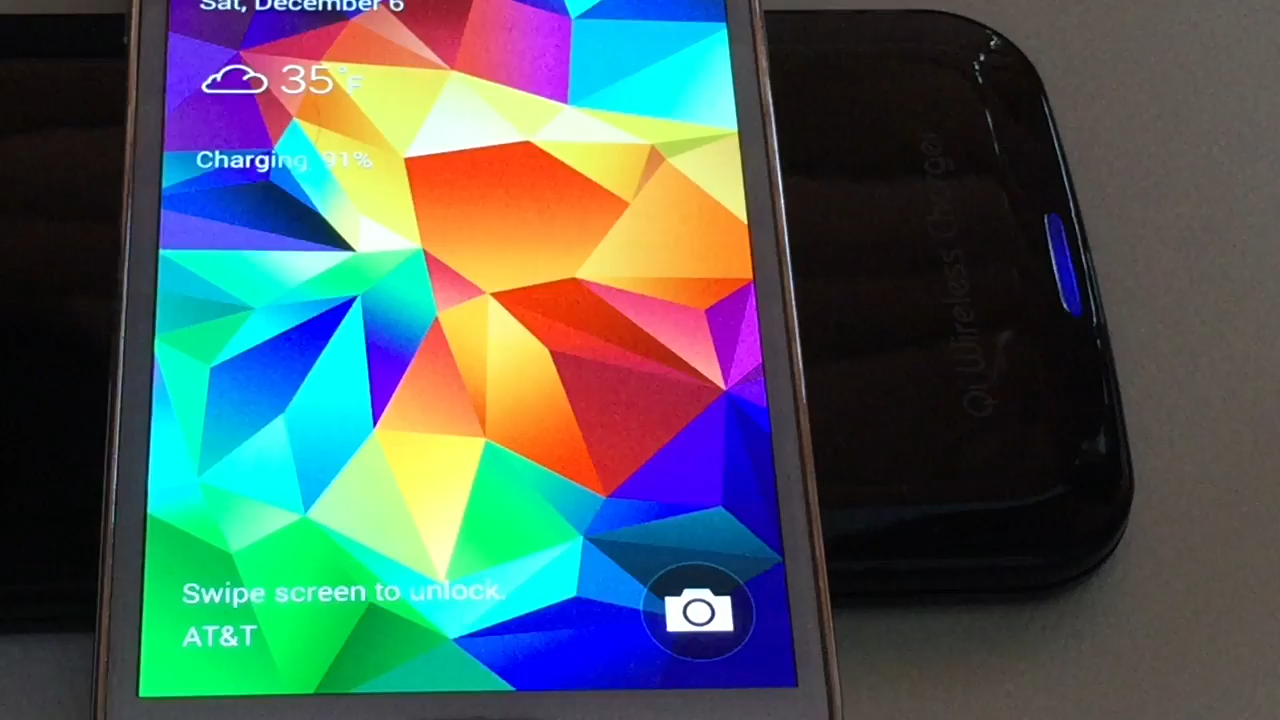 Sat, December 6
35°F
Charging 91%
Qi Wireless Charger
Swipe screen to unlock.
AT&T